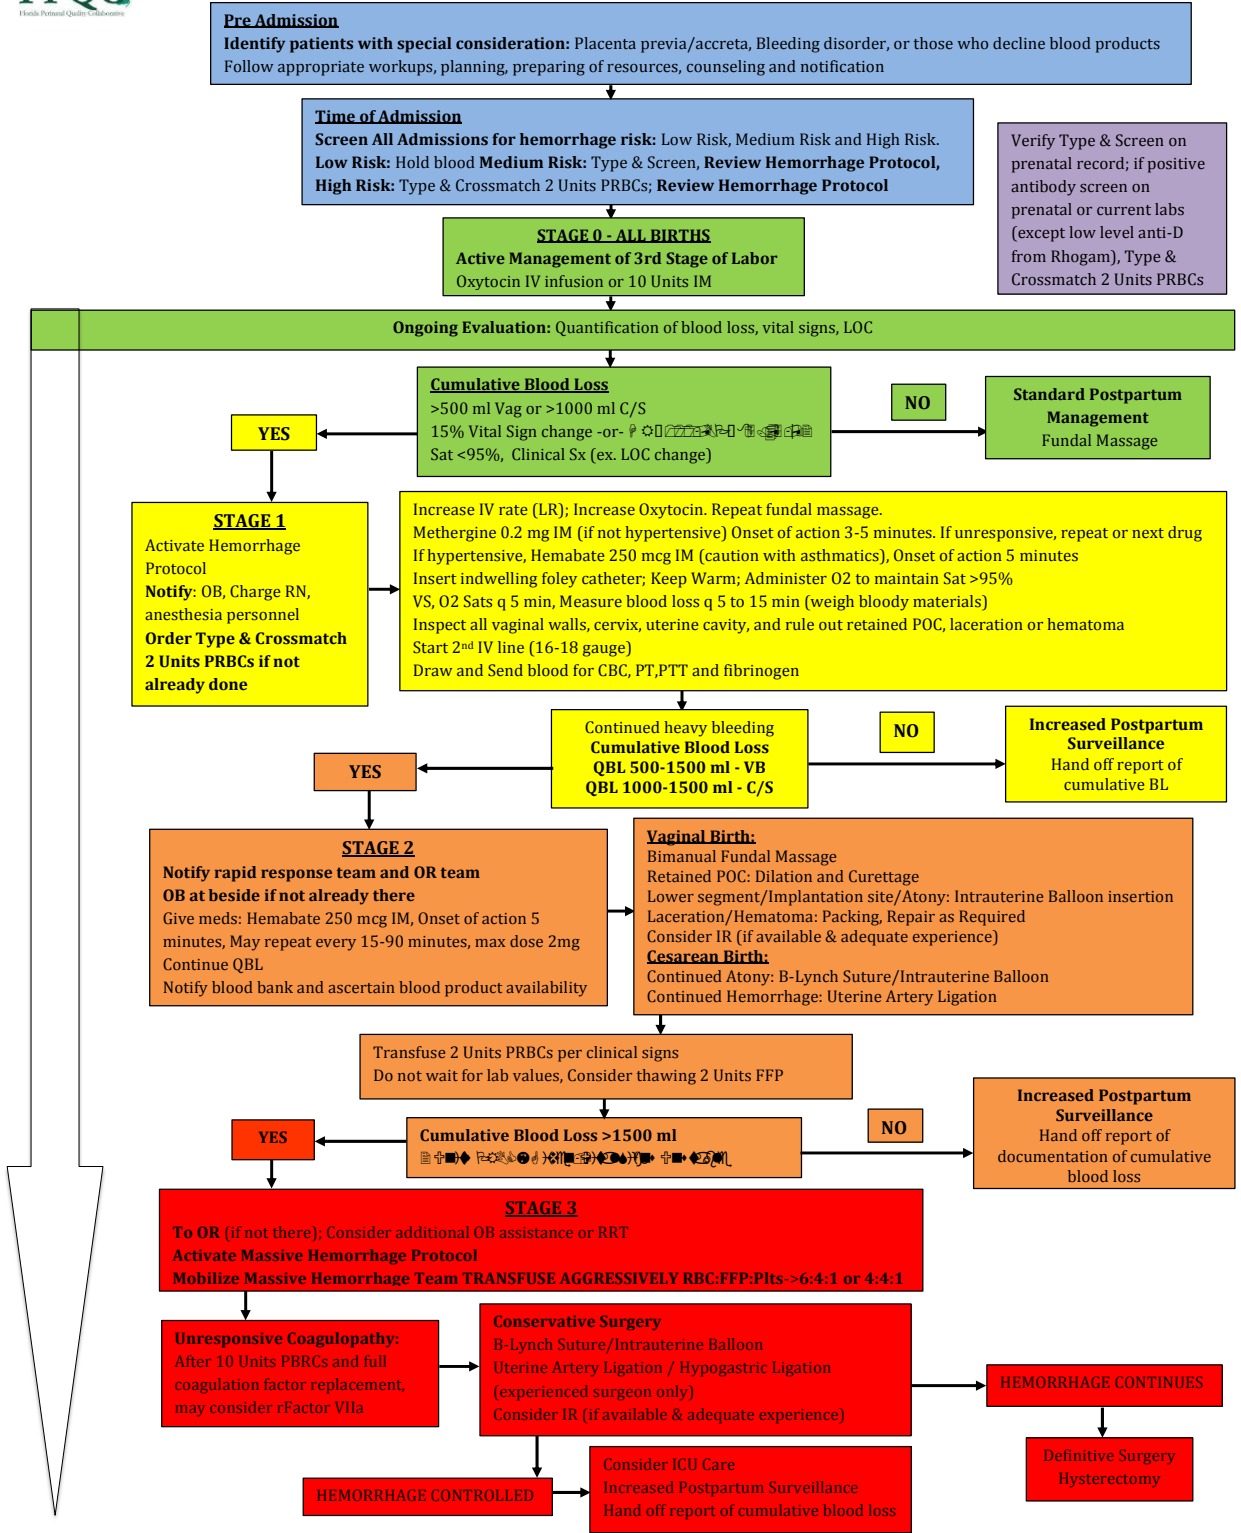 Florida Perinatal Quality Collaborative
Pre Admission
Identify patients with special consideration: Placenta previa/accreta, Bleeding disorder, or those who decline blood products
Follow appropriate workups, planning, preparing of resources, counseling and notification
Time of Admission
Screen All Admissions for hemorrhage risk: Low Risk, Medium Risk and High Risk.
Low Risk: Hold blood Medium Risk: Type & Screen, Review Hemorrhage Protocol,
High Risk: Type & Crossmatch 2 Units PRBCs; Review Hemorrhage Protocol
Verify Type & Screen on
prenatal record; if positive
antibody screen on
prenatal or current labs
(except low level anti-D
from Rhogam), Type &
Crossmatch 2 Units PRBCs
STAGE 0 - ALL BIRTHS
Active Management of 3rd Stage of Labor
Oxytocin IV infusion or 10 Units IM
Ongoing Evaluation: Quantification of blood loss, vital signs, LOC
Cumulative Blood Loss
>500 ml Vag or >1000 ml C/S
15% Vital Sign change -or-
Sat <95%, Clinical Sx (ex. LOC change)
NO
Standard Postpartum
Management
Fundal Massage
YES
STAGE 1
Activate Hemorrhage
Protocol
Notify: OB, Charge RN,
anesthesia personnel
Order Type & Crossmatch
2 Units PRBCs if not
already done
Increase IV rate (LR); Increase Oxytocin. Repeat fundal massage.
Methergine 0.2 mg IM (if not hypertensive) Onset of action 3-5 minutes. If unresponsive, repeat or next drug
If hypertensive, Hemabate 250 mcg IM (caution with asthmatics), Onset of action 5 minutes
Insert indwelling foley catheter; Keep Warm; Administer O2 to maintain Sat >95%
VS, O2 Sats q 5 min, Measure blood loss q 5 to 15 min (weigh bloody materials)
Inspect all vaginal walls, cervix, uterine cavity, and rule out retained POC, laceration or hematoma
Start 2nd IV line (16-18 gauge)
Draw and Send blood for CBC, PT,PTT and fibrinogen
Continued heavy bleeding
Cumulative Blood Loss
QBL 500-1500 ml - VB
QBL 1000-1500 ml - C/S
NO
Increased Postpartum
Surveillance
Hand off report of
cumulative BL
YES
STAGE 2
Notify rapid response team and OR team
OB at beside if not already there
Give meds: Hemabate 250 mcg IM, Onset of action 5
minutes, May repeat every 15-90 minutes, max dose 2mg
Continue QBL
Notify blood bank and ascertain blood product availability
Vaginal Birth:
Bimanual Fundal Massage
Retained POC: Dilation and Curettage
Lower segment/Implantation site/Atony: Intrauterine Balloon insertion
Laceration/Hematoma: Packing, Repair as Required
Consider IR (if available & adequate experience)
Cesarean Birth:
Continued Atony: B-Lynch Suture/Intrauterine Balloon
Continued Hemorrhage: Uterine Artery Ligation
Transfuse 2 Units PRBCs per clinical signs
Do not wait for lab values, Consider thawing 2 Units FFP
Cumulative Blood Loss >1500 ml
NO
Increased Postpartum
Surveillance
Hand off report of
documentation of cumulative
blood loss
YES
STAGE 3
To OR (if not there); Consider additional OB assistance or RRT
Activate Massive Hemorrhage Protocol
Mobilize Massive Hemorrhage Team TRANSFUSE AGGRESSIVELY RBC:FFP:Plts->6:4:1 or 4:4:1
Unresponsive Coagulopathy:
After 10 Units PBRCs and full
coagulation factor replacement,
may consider rFactor VIIa
Conservative Surgery
B-Lynch Suture/Intrauterine Balloon
Uterine Artery Ligation / Hypogastric Ligation
(experienced surgeon only)
Consider IR (if available & adequate experience)
HEMORRHAGE CONTINUES
Definitive Surgery
Hysterectomy
HEMORRHAGE CONTROLLED
Consider ICU Care
Increased Postpartum Surveillance
Hand off report of cumulative blood loss